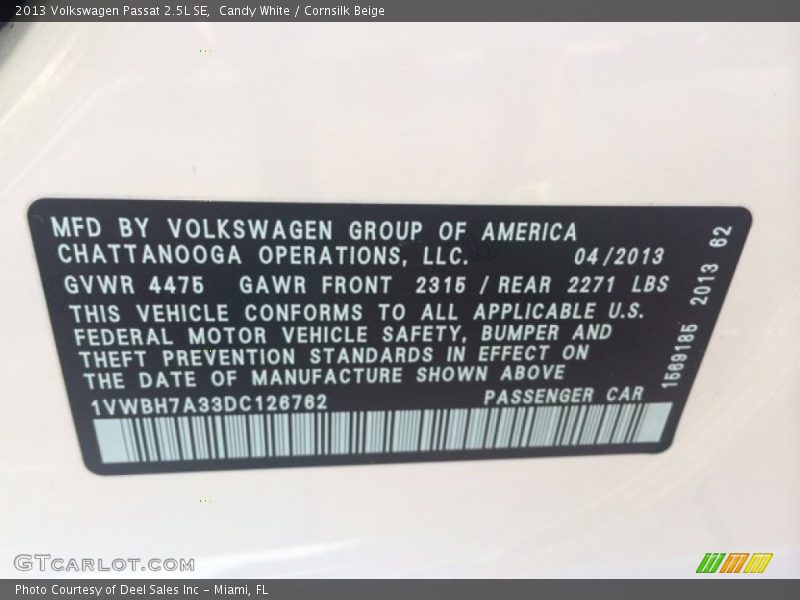 2013 Volkswagen Passat 2.5L SE,  Candy White / Cornsilk Beige
MFD BY VOLKSWAGEN GROUP OF AMERICA
CHATTANOOGA OPERATIONS, LLC. 04/2013
GVWR 4475 GAWR FRONT 2315 / REAR 2271 LBS
THIS VEHICLE CONFORMS TO ALL APPLICABLE U.S.
FEDERAL MOTOR VEHICLE SAFETY, BUMPER AND
THEFT PREVENTION STANDARDS IN EFFECT ON
THE DATE OF MANUFACTURE SHOWN ABOVE
1VWBH7A33DC126762 PASSENGER CAR
1569185 2013 62
GTCARLOT.COM
Photo Courtesy of Deel Sales Inc – Miami, FL